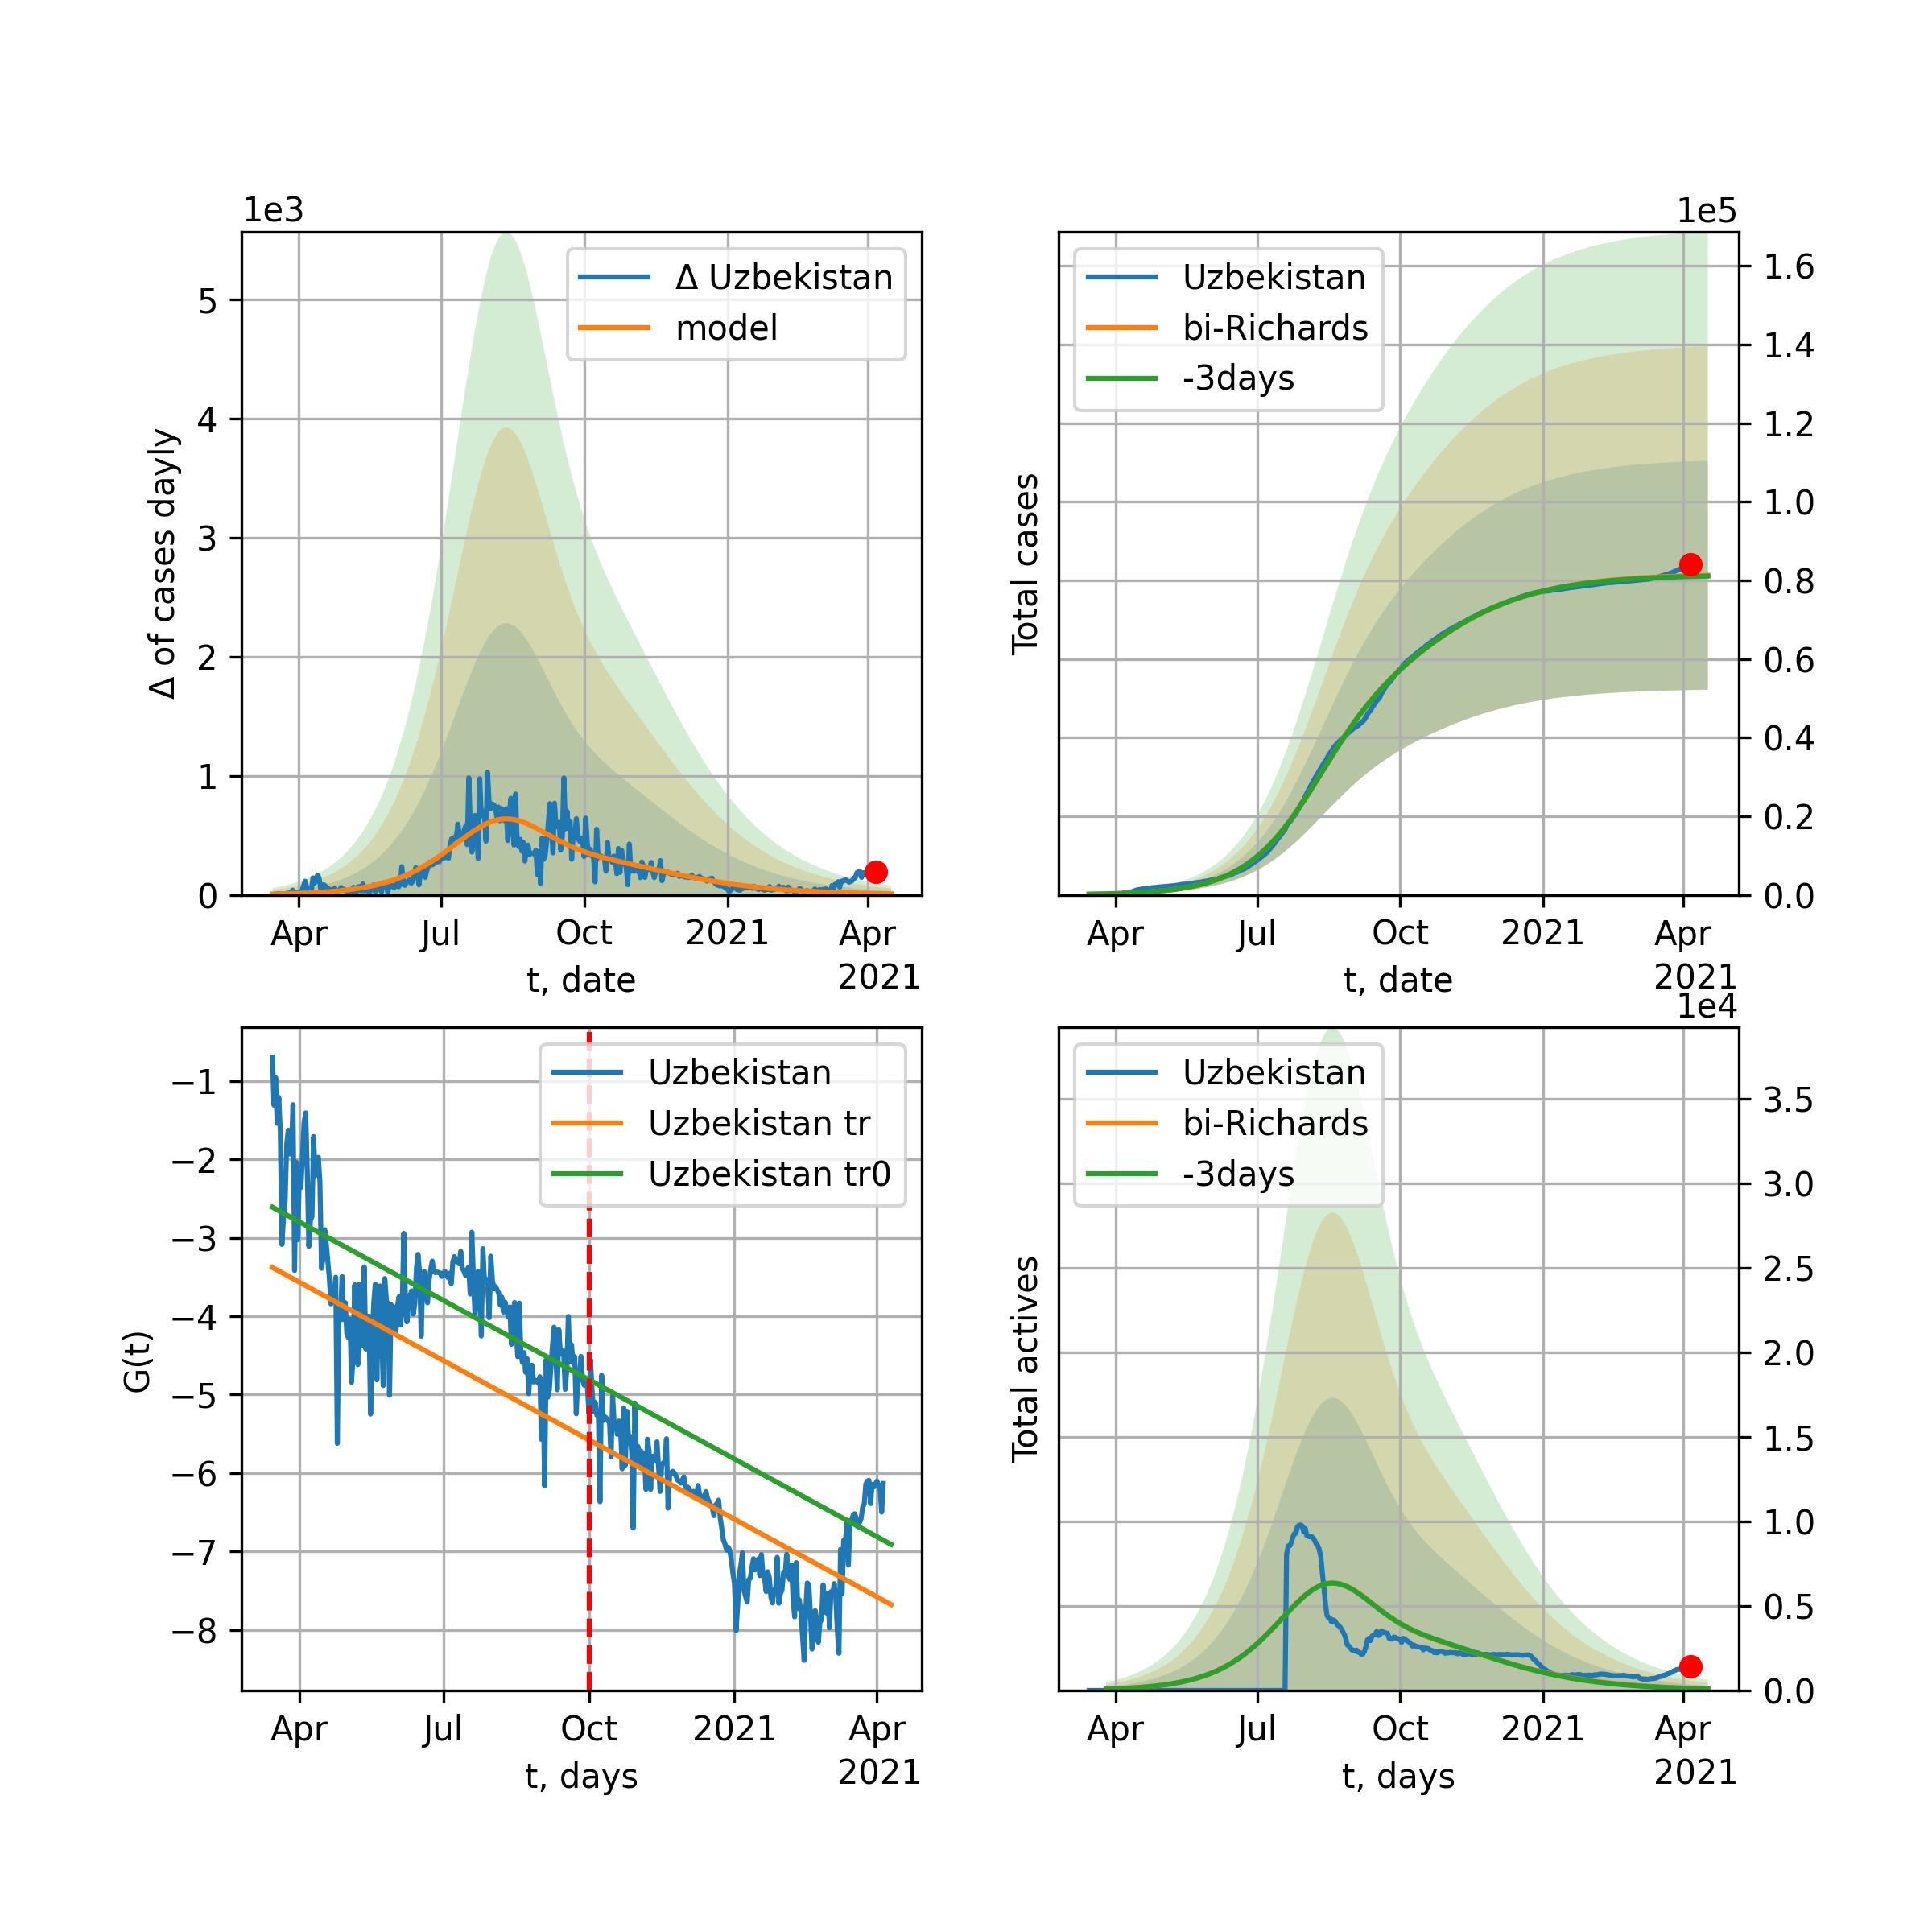 1e3
Δ Uzbekistan
model
5
4
3
2
1
0
Δ of cases dayly
Apr
Jul
Oct
2021
Apr
2021
t, date
1e5
Uzbekistan
bi-Richards
-3days
Total cases
1.6
1.4
1.2
1.0
0.8
0.6
0.4
0.2
0.0
Apr
Jul
Oct
2021
Apr
2021
t, date
Uzbekistan
Uzbekistan tr
Uzbekistan tr0
−1
−2
−3
−4
−5
−6
−7
−8
G(t)
Apr
Jul
Oct
2021
Apr
2021
t, days
1e4
Uzbekistan
bi-Richards
-3days
Total actives
3.5
3.0
2.5
2.0
1.5
1.0
0.5
0.0
Apr
Jul
Oct
2021
Apr
2021
t, days